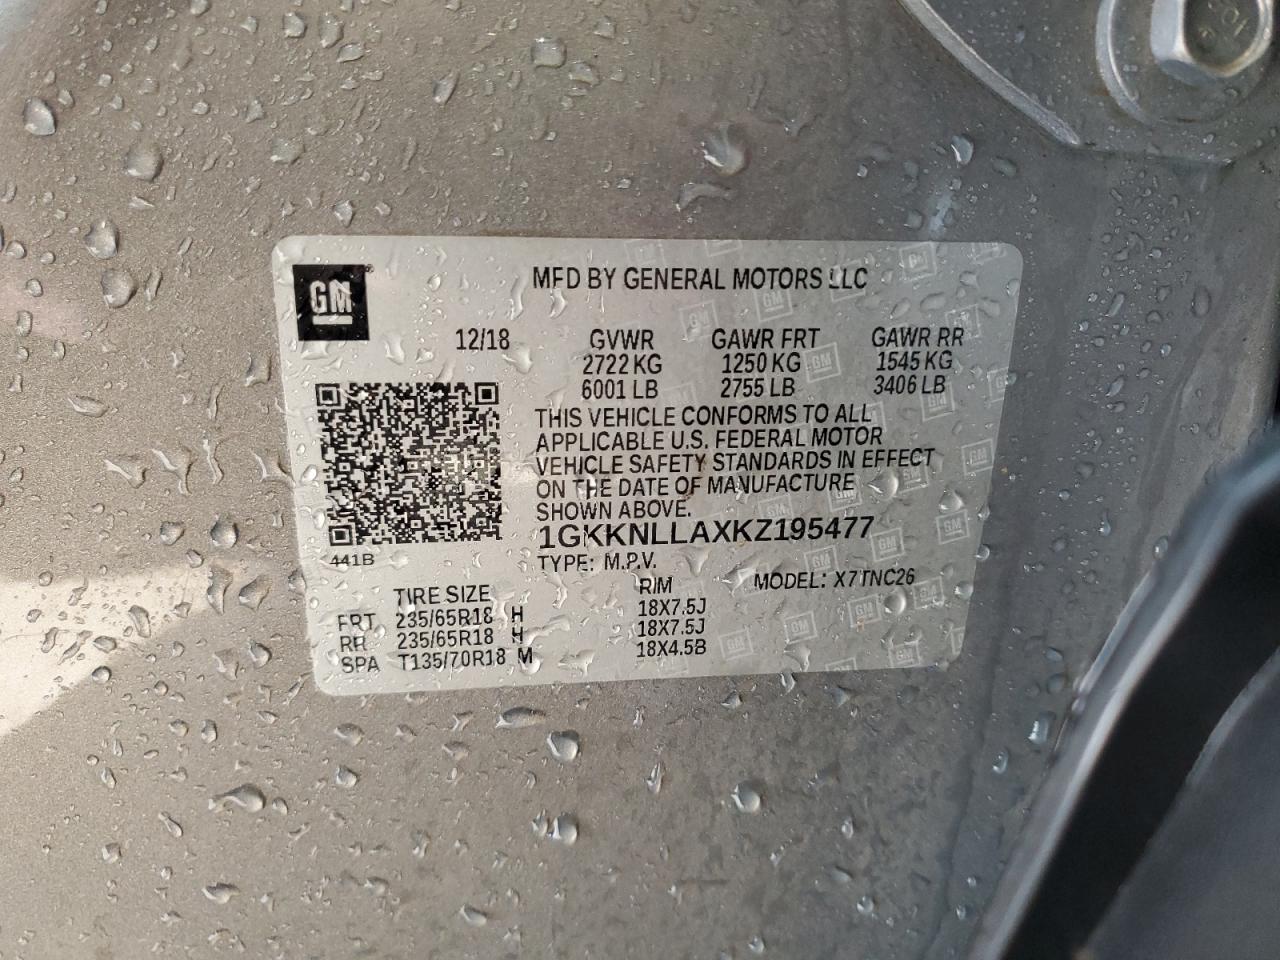 GM
MFD BY GENERAL MOTORS LLC
12/18 GVWR GAWR FRT GAWR RR
2722 KG 1250 KG 1545 KG
6001 LB 2755 LB 3406 LB
THIS VEHICLE CONFORMS TO ALL
APPLICABLE U.S. FEDERAL MOTOR
VEHICLE SAFETY STANDARDS IN EFFECT
ON THE DATE OF MANUFACTURE
SHOWN ABOVE.
1GKKNLLAXKZ195477
441B
TYPE: M.P.V.
TIRE SIZE RIM MODEL: X7TNC26
FRT 235/65R18 H 18X7.5J
RR 235/65R18 H 18X7.5J
SPA T135/70R18 M 18X4.5B